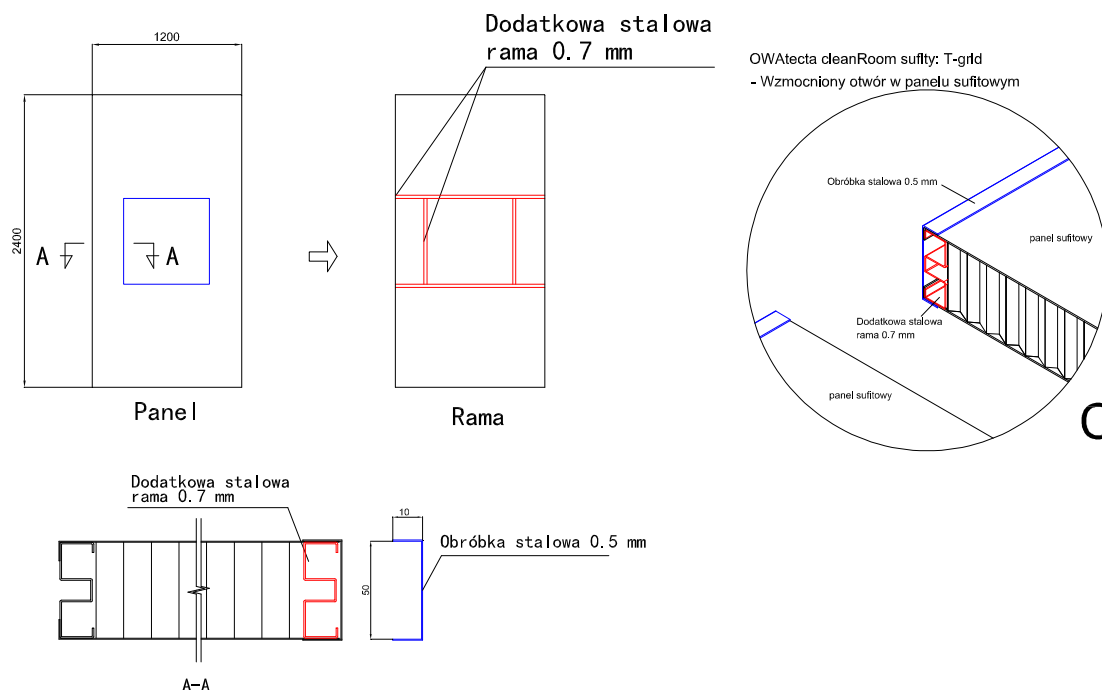 Dodatkowa stalowa
rama 0.7 mm
1200
2400
A
A
Panel
Rama
OWAtecta cleanRoom sufity: T-grid
- Wzmocniony otwór w panelu sufitowym
Obróbka stalowa 0.5 mm
panel sufitowy
Dodatkowa stalowa
rama 0.7 mm
panel sufitowy
C
Dodatkowa stalowa
rama 0.7 mm
10
50
Obróbka stalowa 0.5 mm
A-A